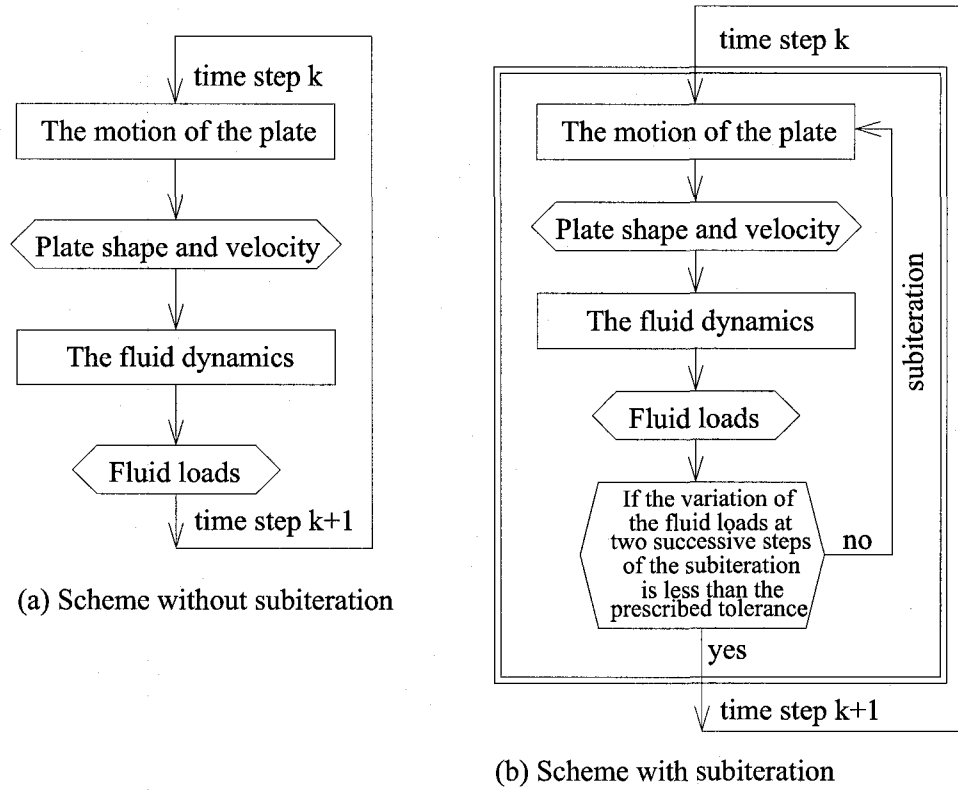 time step k
The motion of the plate
Plate shape and velocity
The fluid dynamics
Fluid loads
time step k+1
(a) Scheme without subiteration
time step k
The motion of the plate
Plate shape and velocity
The fluid dynamics
Fluid loads
If the variation of
the fluid loads at
two successive steps
of the subiteration
is less than the
prescribed tolerance
no
subiteration
yes
time step k+1
(b) Scheme with subiteration